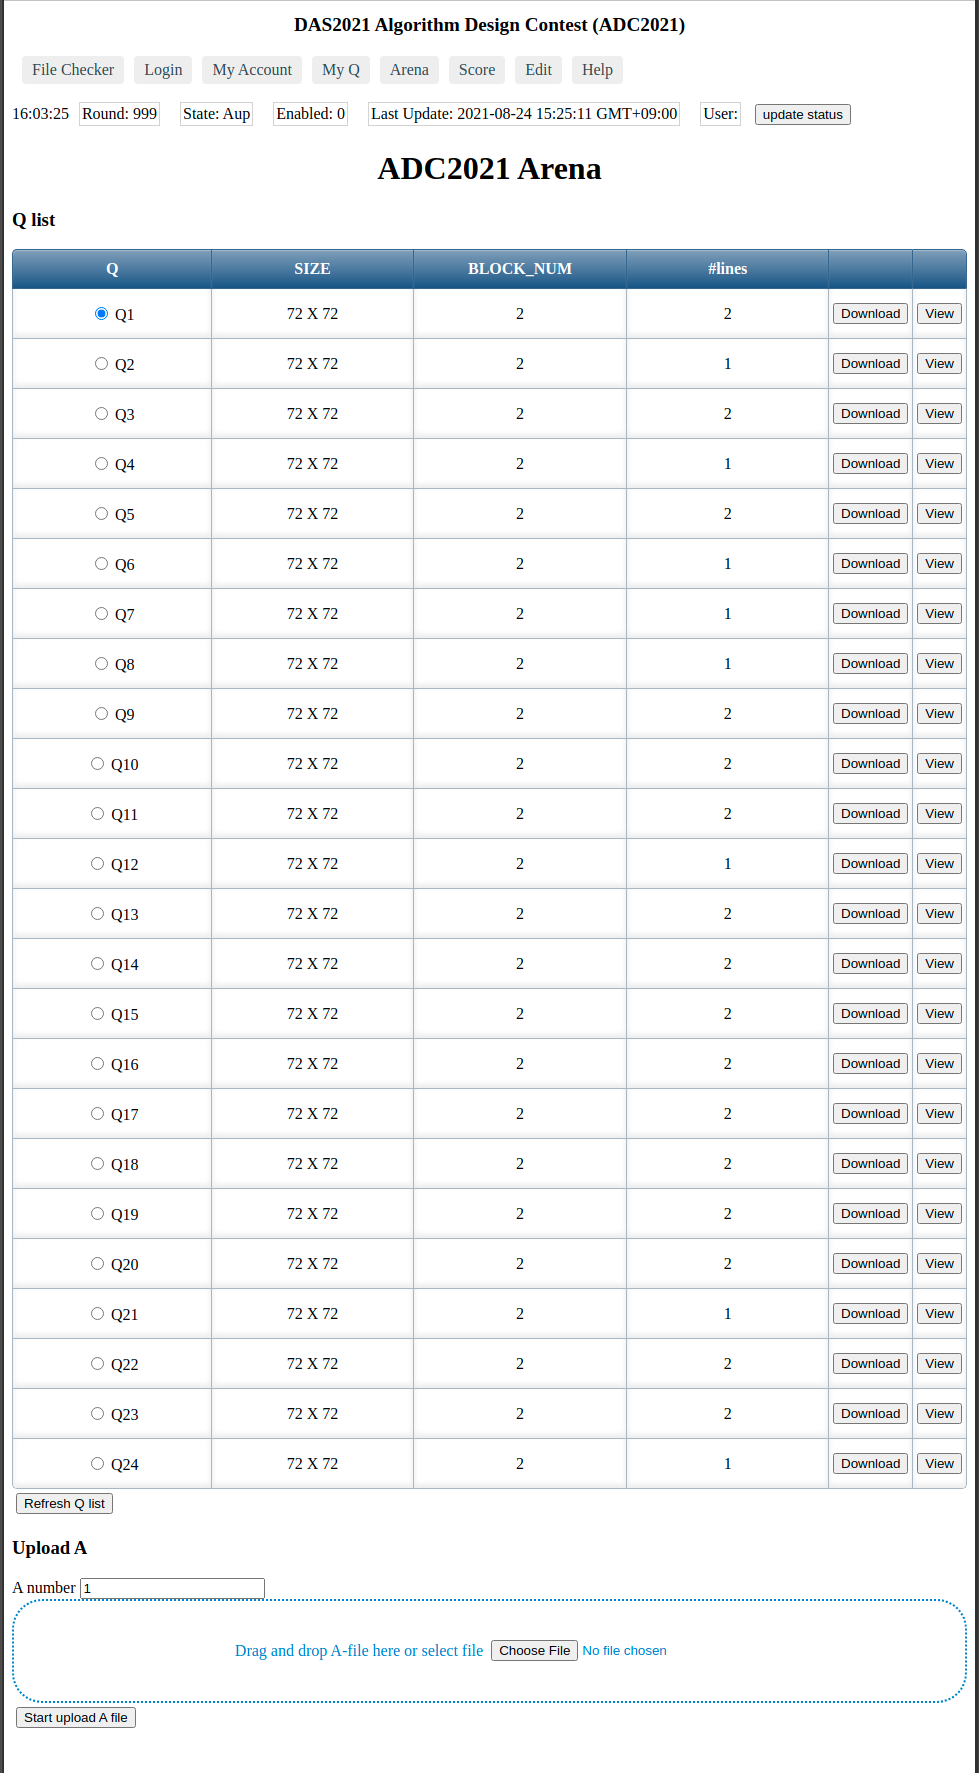 DAS2021 Algorithm Design Contest (ADC2021)
File Checker Login My Account My Q Arena Score Edit Help
16:03:25 Round: 999 State: Aup Enabled: 0 Last Update: 2021-08-24 15:25:11 GMT+09:00 User: update status
ADC2021 Arena
Q list
Q SIZE BLOCK_NUM #lines
Q1 72 X 72 2 2 Download View
Q2 72 X 72 2 1 Download View
Q3 72 X 72 2 2 Download View
Q4 72 X 72 2 1 Download View
Q5 72 X 72 2 2 Download View
Q6 72 X 72 2 1 Download View
Q7 72 X 72 2 1 Download View
Q8 72 X 72 2 1 Download View
Q9 72 X 72 2 2 Download View
Q10 72 X 72 2 2 Download View
Q11 72 X 72 2 2 Download View
Q12 72 X 72 2 1 Download View
Q13 72 X 72 2 2 Download View
Q14 72 X 72 2 2 Download View
Q15 72 X 72 2 2 Download View
Q16 72 X 72 2 2 Download View
Q17 72 X 72 2 2 Download View
Q18 72 X 72 2 2 Download View
Q19 72 X 72 2 2 Download View
Q20 72 X 72 2 2 Download View
Q21 72 X 72 2 1 Download View
Q22 72 X 72 2 2 Download View
Q23 72 X 72 2 2 Download View
Q24 72 X 72 2 1 Download View
Refresh Q list
Upload A
A number 1
Drag and drop A-file here or select file Choose File No file chosen
Start upload A file